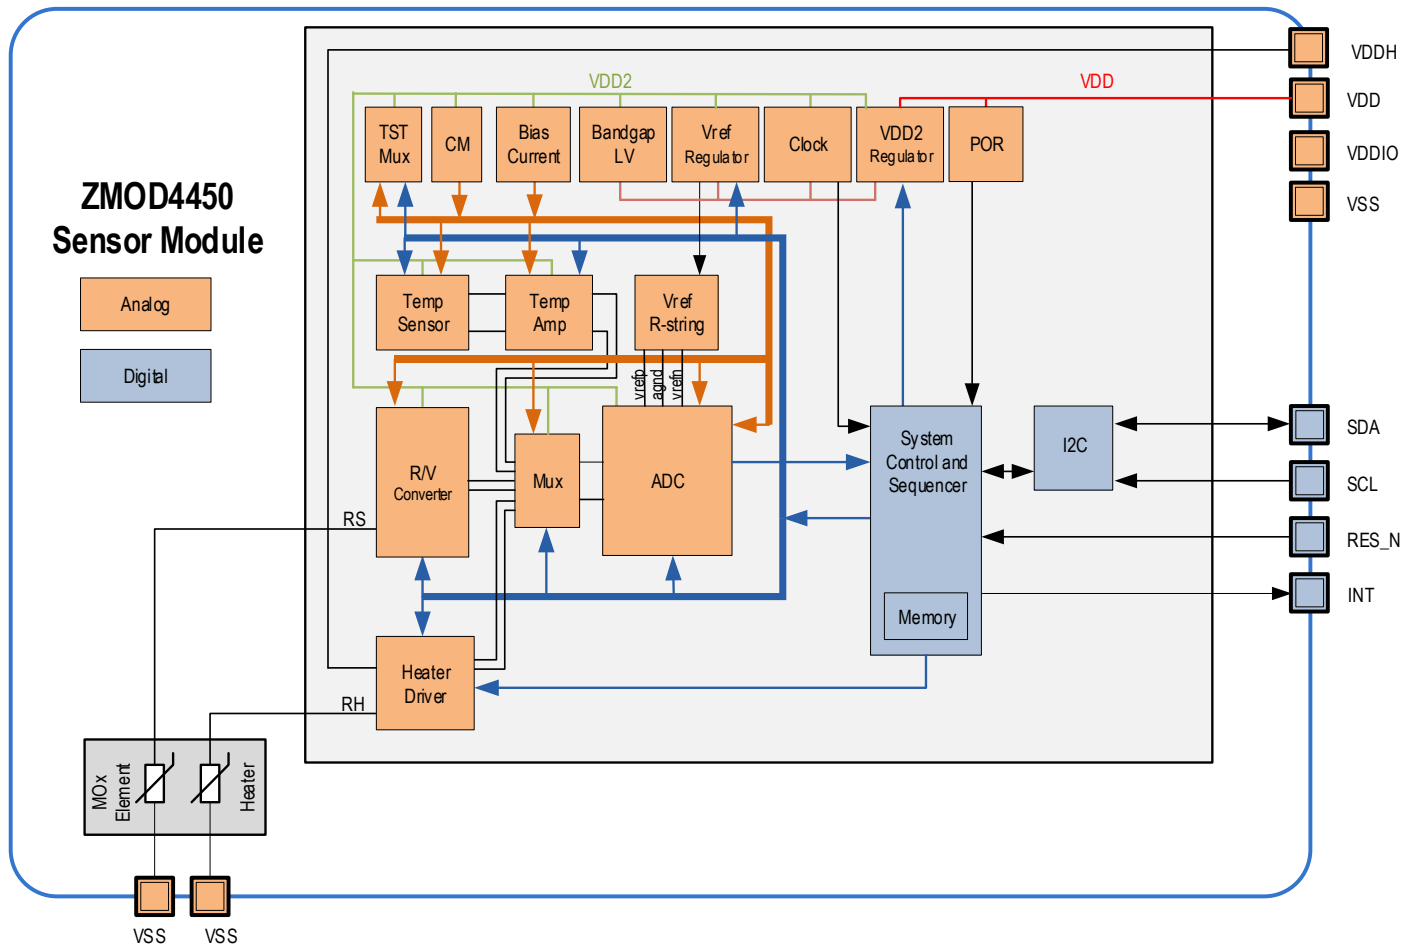 VDDH
VDD2
VDD
VDD
TST
Mux
CM
Bias
Current
Bandgap
LV
Vref
Regulator
Clock
VDD2
Regulator
POR
VDDIO
VSS
ZMOD4450
Sensor Module
Analog
Digital
Temp
Sensor
Temp
Amp
Vref
R-string
vrefp
agnd
vrefn
R/V
Converter
Mux
ADC
System
Control and
Sequencer
I2C
SDA
SCL
RES_N
INT
RS
Memory
Heater
Driver
RH
MOx
Element
Heater
VSS
VSS